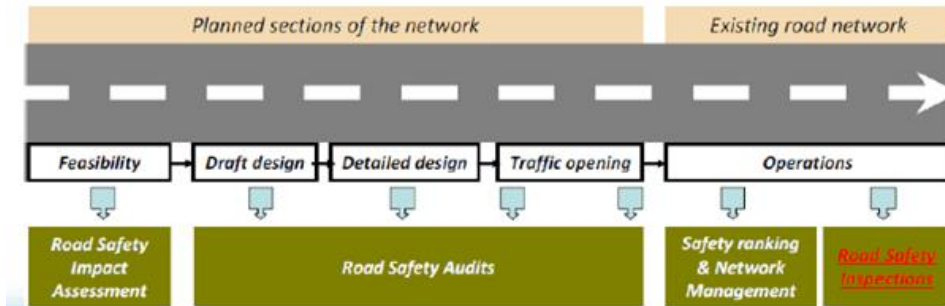 Planned sections of the network
Existing road network
Feasibility
Draft design
Detailed design
Traffic opening
Operations
Road Safety
Impact
Assessment
Road Safety Audits
Safety ranking
& Network
Management
Road Safety
Inspections